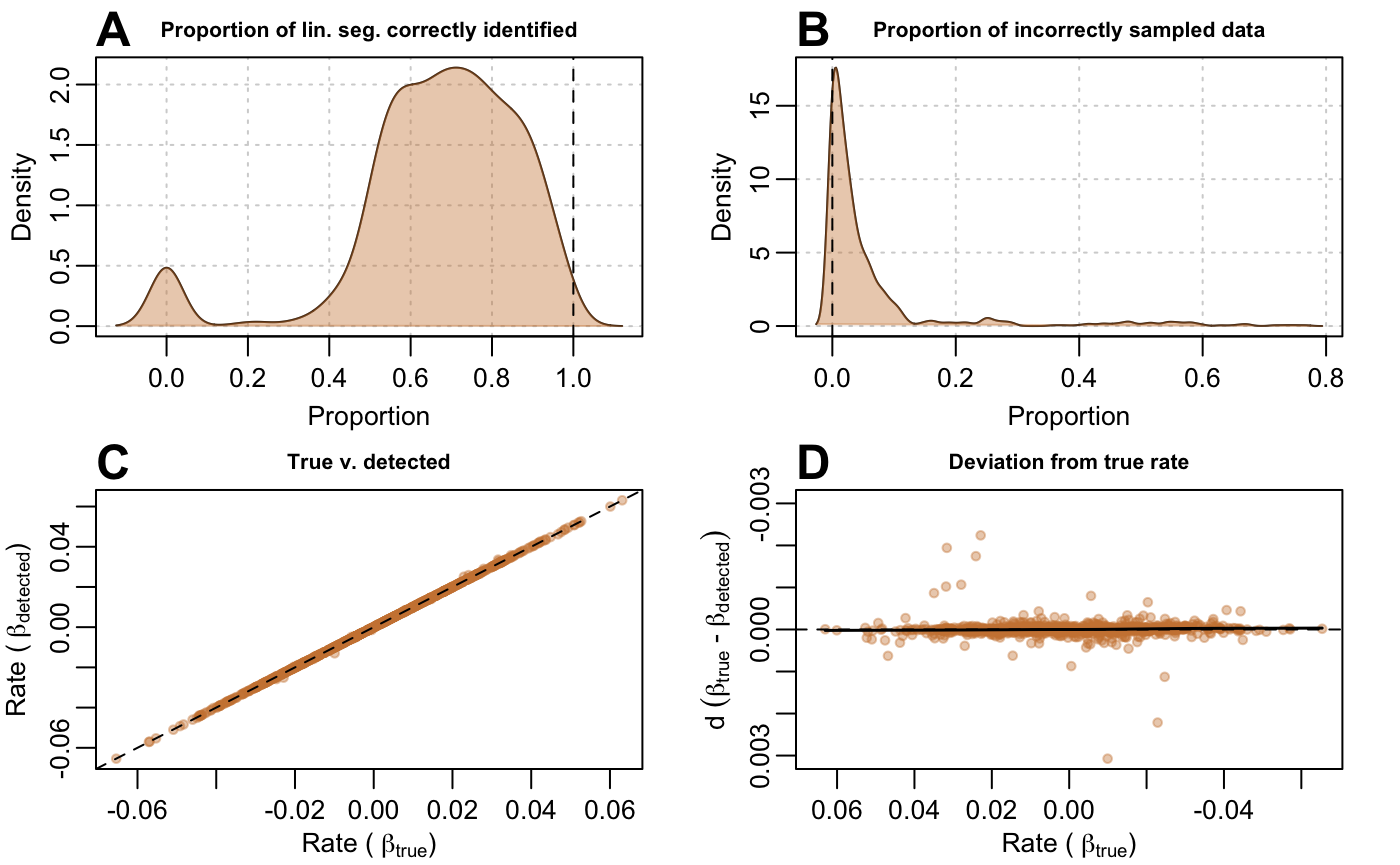 A Proportion of lin. seg. correctly identified
Density
0.0 0.5 1.0 1.5 2.0
0.0 0.2 0.4 0.6 0.8 1.0
Proportion
B Proportion of incorrectly sampled data
Density
0 5 10 15
0.0 0.2 0.4 0.6 0.8
Proportion
C True v. detected
Rate ( βdetected)
-0.06 0.00 0.04
-0.06 -0.02 0.00 0.02 0.04 0.06
Rate ( βtrue)
D Deviation from true rate
d (βtrue - βdetected)
0.003 0.000 -0.003
0.06 0.04 0.02 0.00 -0.04
Rate ( βtrue)